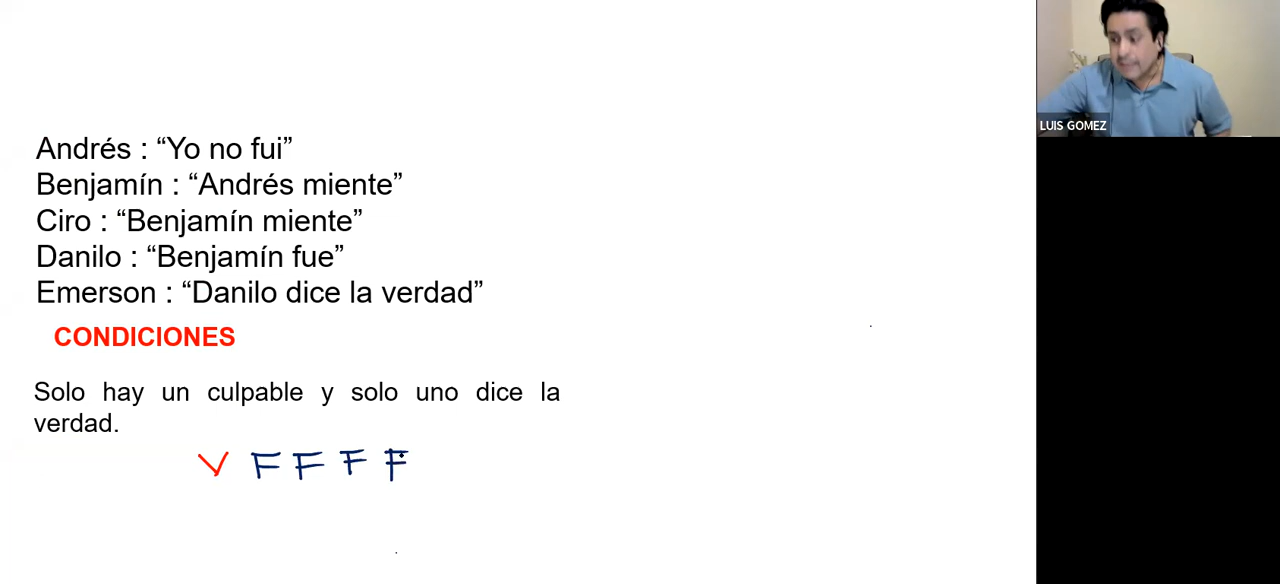 LUIS GOMEZ
Andrés : “Yo no fui”
Benjamín : “Andrés miente”
Ciro : “Benjamín miente”
Danilo : “Benjamín fue”
Emerson : “Danilo dice la verdad”
CONDICIONES
Solo hay un culpable y solo uno dice la
verdad.
V F F F F